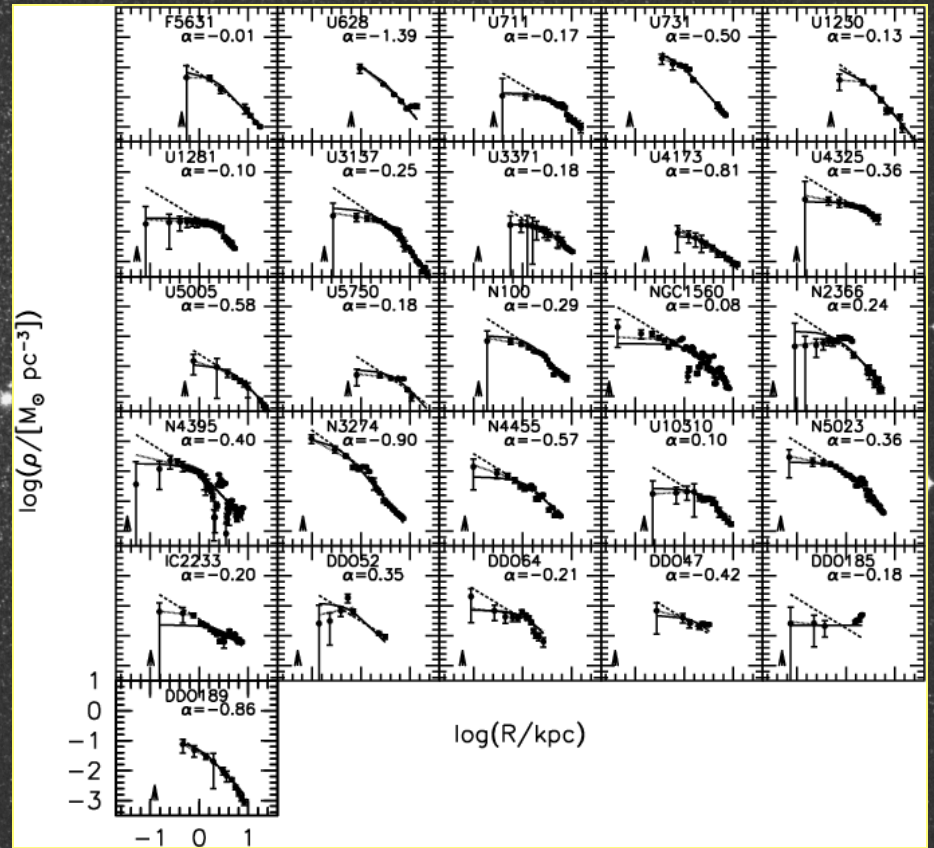 F5631
α=−0.01
U628
α=−1.39
U711
α=−0.17
U731
α=−0.50
U1250
α=−0.13
U1281
α=−0.10
U3137
α=−0.25
U3371
α=−0.18
U4173
α=−0.81
U4325
α=−0.36
U5005
α=−0.58
U5750
α=−0.18
N100
α=−0.29
NGC1560
α=−0.08
N2366
α=0.24
N4395
α=−0.40
N3274
α=−0.90
N4455
α=−0.57
U10310
α=0.10
N5023
α=−0.36
IC2233
α=−0.20
DDO52
α=0.35
DDO64
α=−0.21
DDO47
α=−0.42
DDO185
α=−0.18
DDO189
α=−0.86
log(ρ/[M⊙ pc⁻³])
log(R/kpc)
1
0
−1
−2
−3
−1 0 1